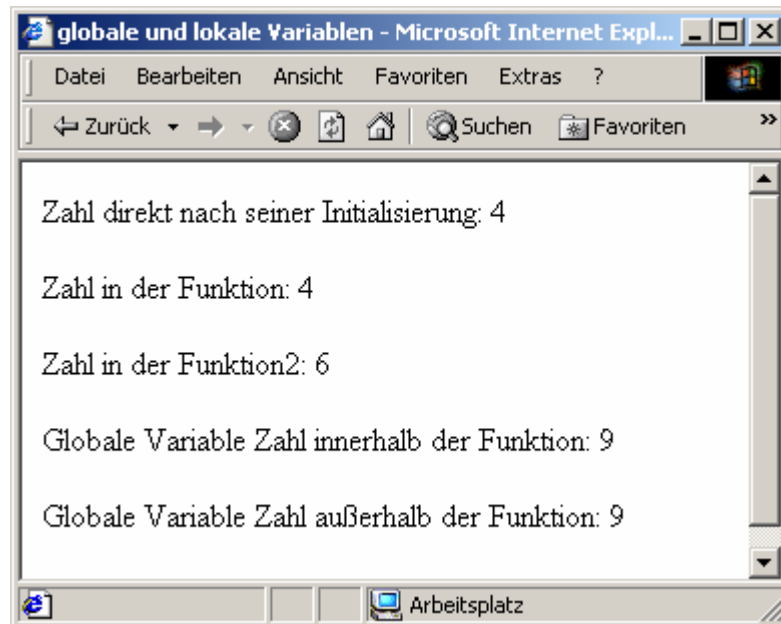 globale und lokale Variablen - Microsoft Internet Expl...
Datei Bearbeiten Ansicht Favoriten Extras ?
Zurück Suchen Favoriten »
Zahl direkt nach seiner Initialisierung: 4
Zahl in der Funktion: 4
Zahl in der Funktion2: 6
Globale Variable Zahl innerhalb der Funktion: 9
Globale Variable Zahl außerhalb der Funktion: 9
Arbeitsplatz